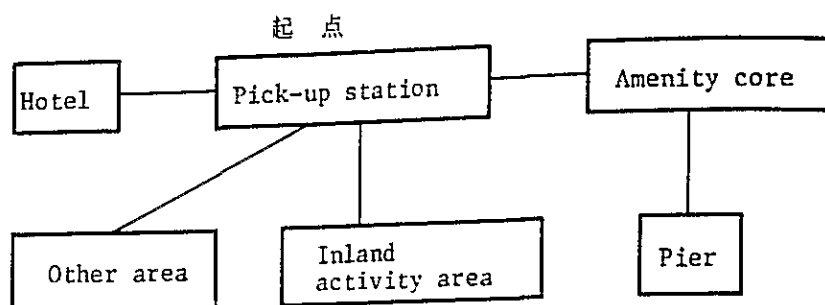 起 点
Hotel
Pick-up station
Amenity core
Other area
Inland
activity area
Pier